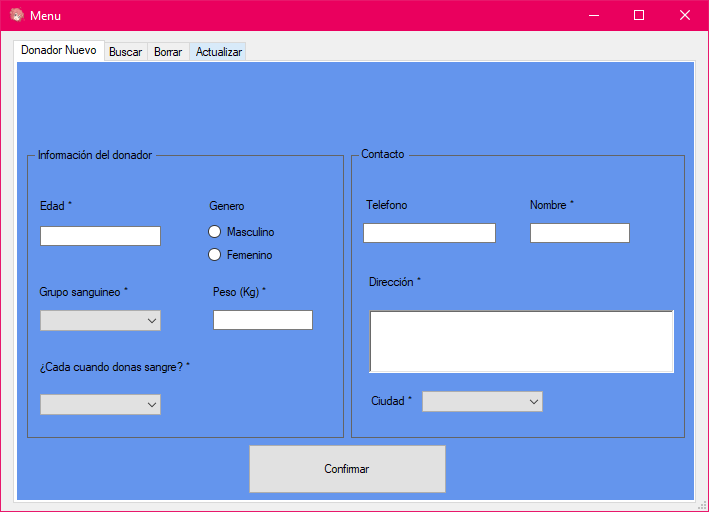 Menu
Donador Nuevo Buscar Borrar Actualizar
Información del donador
Contacto
Edad *
Genero
Masculino
Femenino
Telefono
Nombre *
Grupo sanguineo *
Peso (Kg) *
Dirección *
¿Cada cuando donas sangre? *
Ciudad *
Confirmar